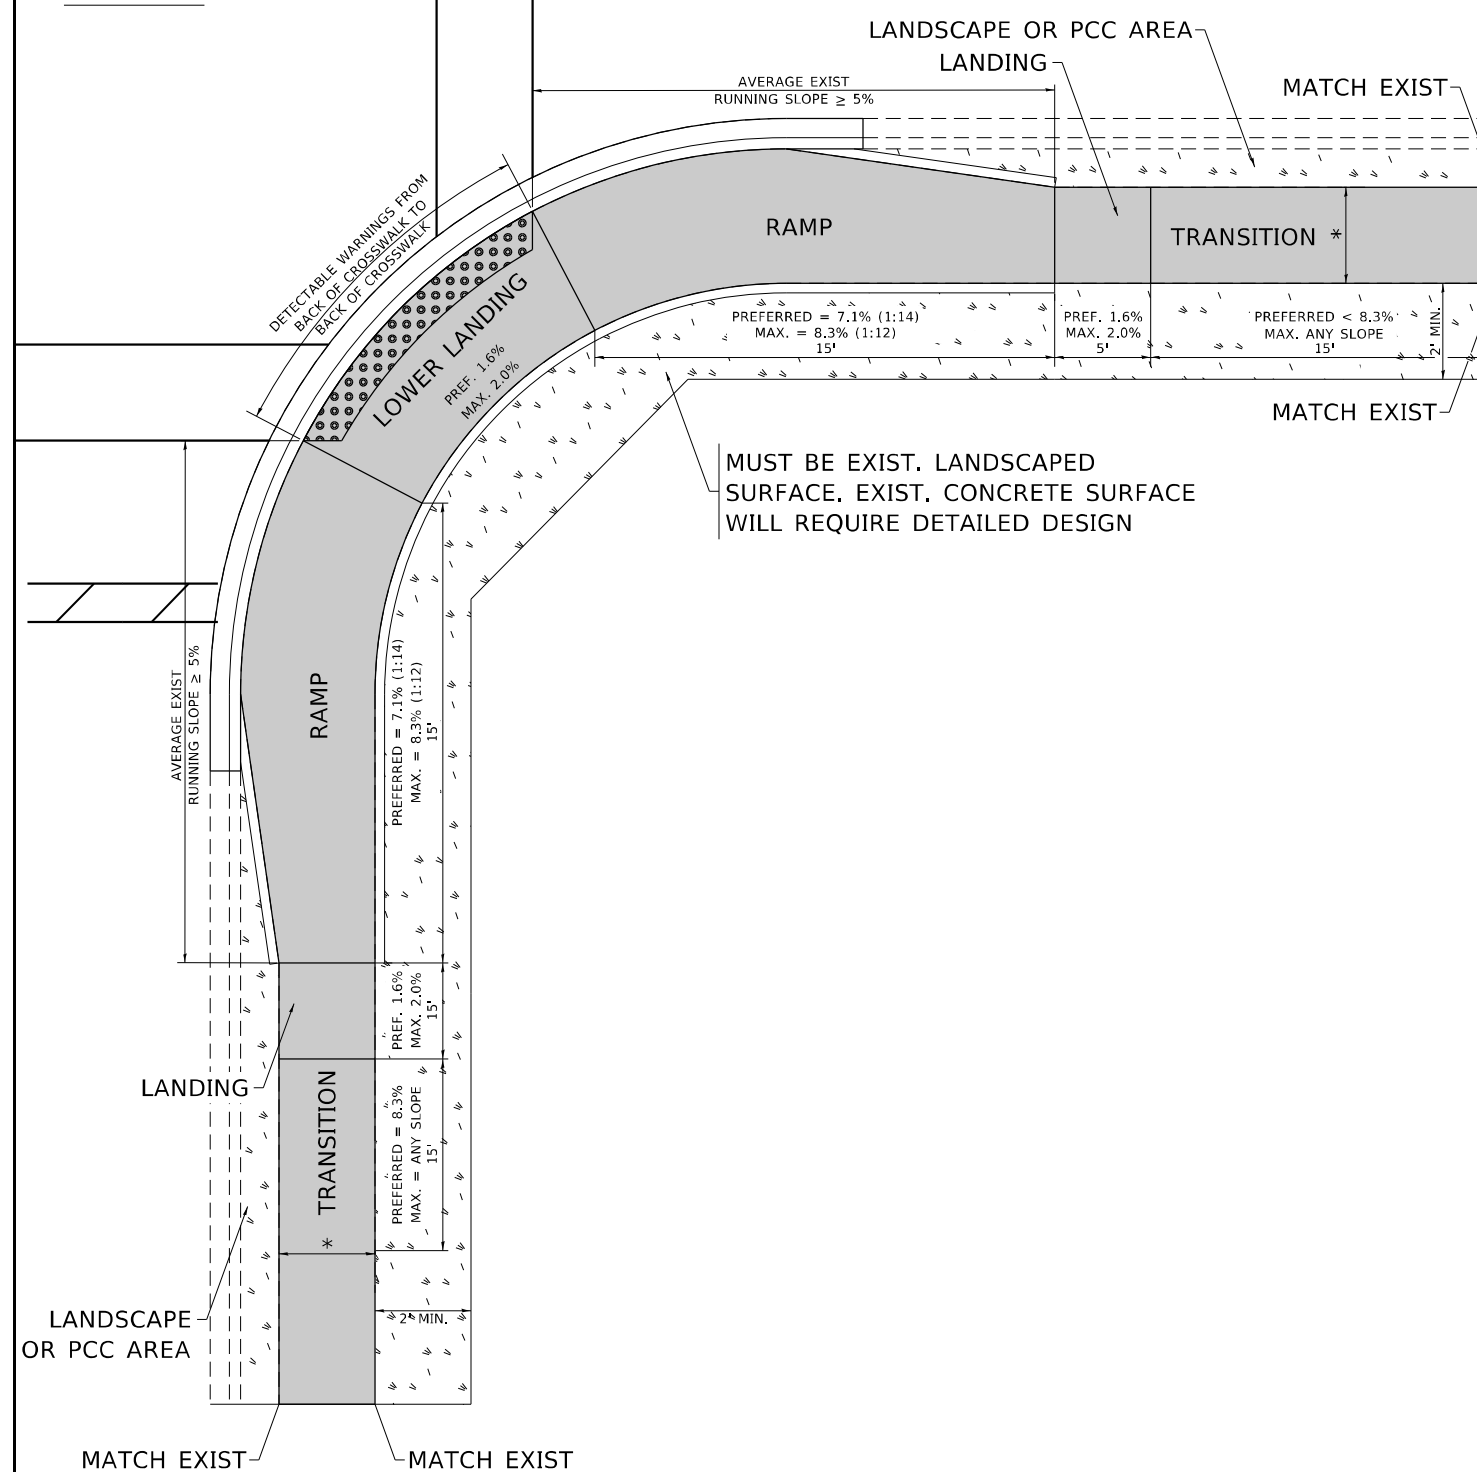 LANDSCAPE OR PCC AREA
LANDING
AVERAGE EXIST
RUNNING SLOPE ≥ 5%
MATCH EXIST
DETECTABLE WARNINGS FROM
BACK OF CROSSWALK TO
BACK OF CROSSWALK
RAMP
TRANSITION *
LOWER LANDING
PREF. 1.6%
MAX. 2.0%
PREFERRED = 7.1% (1:14)
MAX. = 8.3% (1:12)
15'
PREF. 1.6%
MAX. 2.0%
5'
PREFERRED < 8.3%
MAX. ANY SLOPE
15'
2' MIN.
MATCH EXIST
MUST BE EXIST. LANDSCAPED
SURFACE. EXIST. CONCRETE SURFACE
WILL REQUIRE DETAILED DESIGN
AVERAGE EXIST
RUNNING SLOPE ≥ 5%
RAMP
PREFERRED = 7.1% (1:14)
MAX. = 8.3% (1:12)
15'
PREF. 1.6%
MAX. 2.0%
15'
LANDING
* TRANSITION
PREFERRED = 8.3%
MAX. = ANY SLOPE
15'
LANDSCAPE
OR PCC AREA
2' MIN.
MATCH EXIST
MATCH EXIST